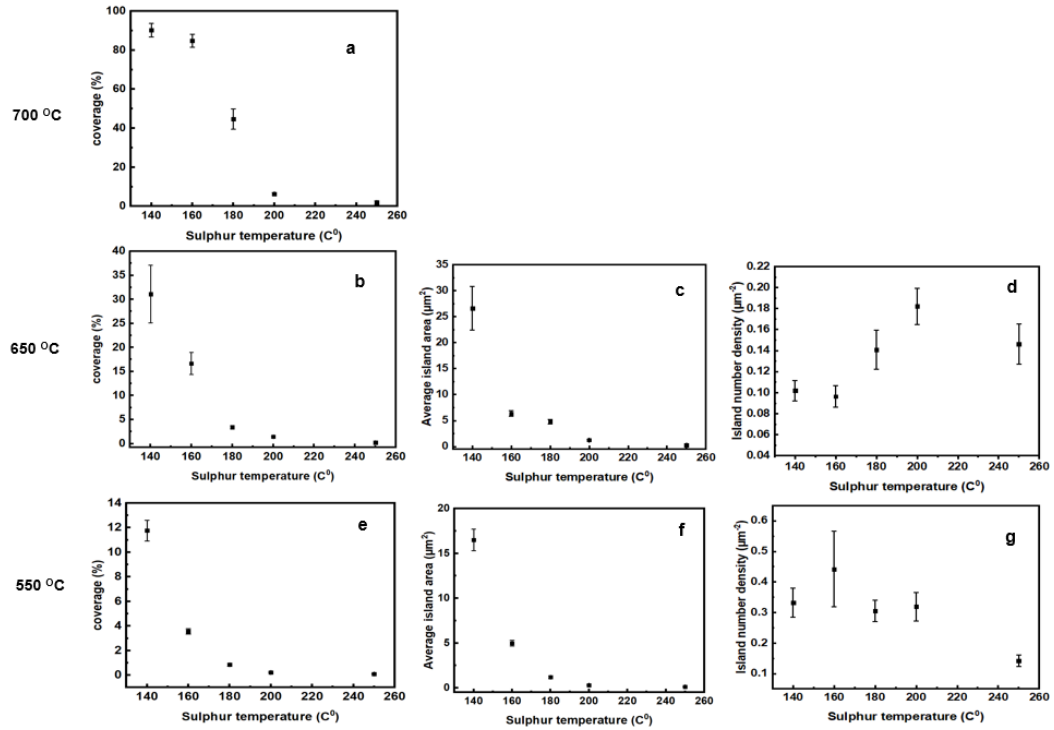 700 ᴼC
coverage (%)
100
80
60
40
20
0
a
140 160 180 200 220 240 260
Sulphur temperature (C⁰)
650 ᴼC
coverage (%)
40
35
30
25
20
15
10
5
0
b
140 160 180 200 220 240 260
Sulphur temperature (C⁰)
Average island area (µm²)
35
30
25
20
15
10
5
0
c
140 160 180 200 220 240 260
Sulphur temperature (C⁰)
Island number density (µm⁻²)
0.22
0.20
0.18
0.16
0.14
0.12
0.10
0.08
0.06
0.04
d
140 160 180 200 220 240 260
Sulphur temperature (C⁰)
550 ᴼC
coverage (%)
14
12
10
8
6
4
2
0
e
140 160 180 200 220 240 260
Sulphur temperature (C⁰)
Average island area (µm²)
20
15
10
5
0
f
140 160 180 200 220 240 260
Sulphur temperature (C⁰)
Island number density (µm⁻²)
0.6
0.5
0.4
0.3
0.2
0.1
g
140 160 180 200 220 240 260
Sulphur temperature (C⁰)